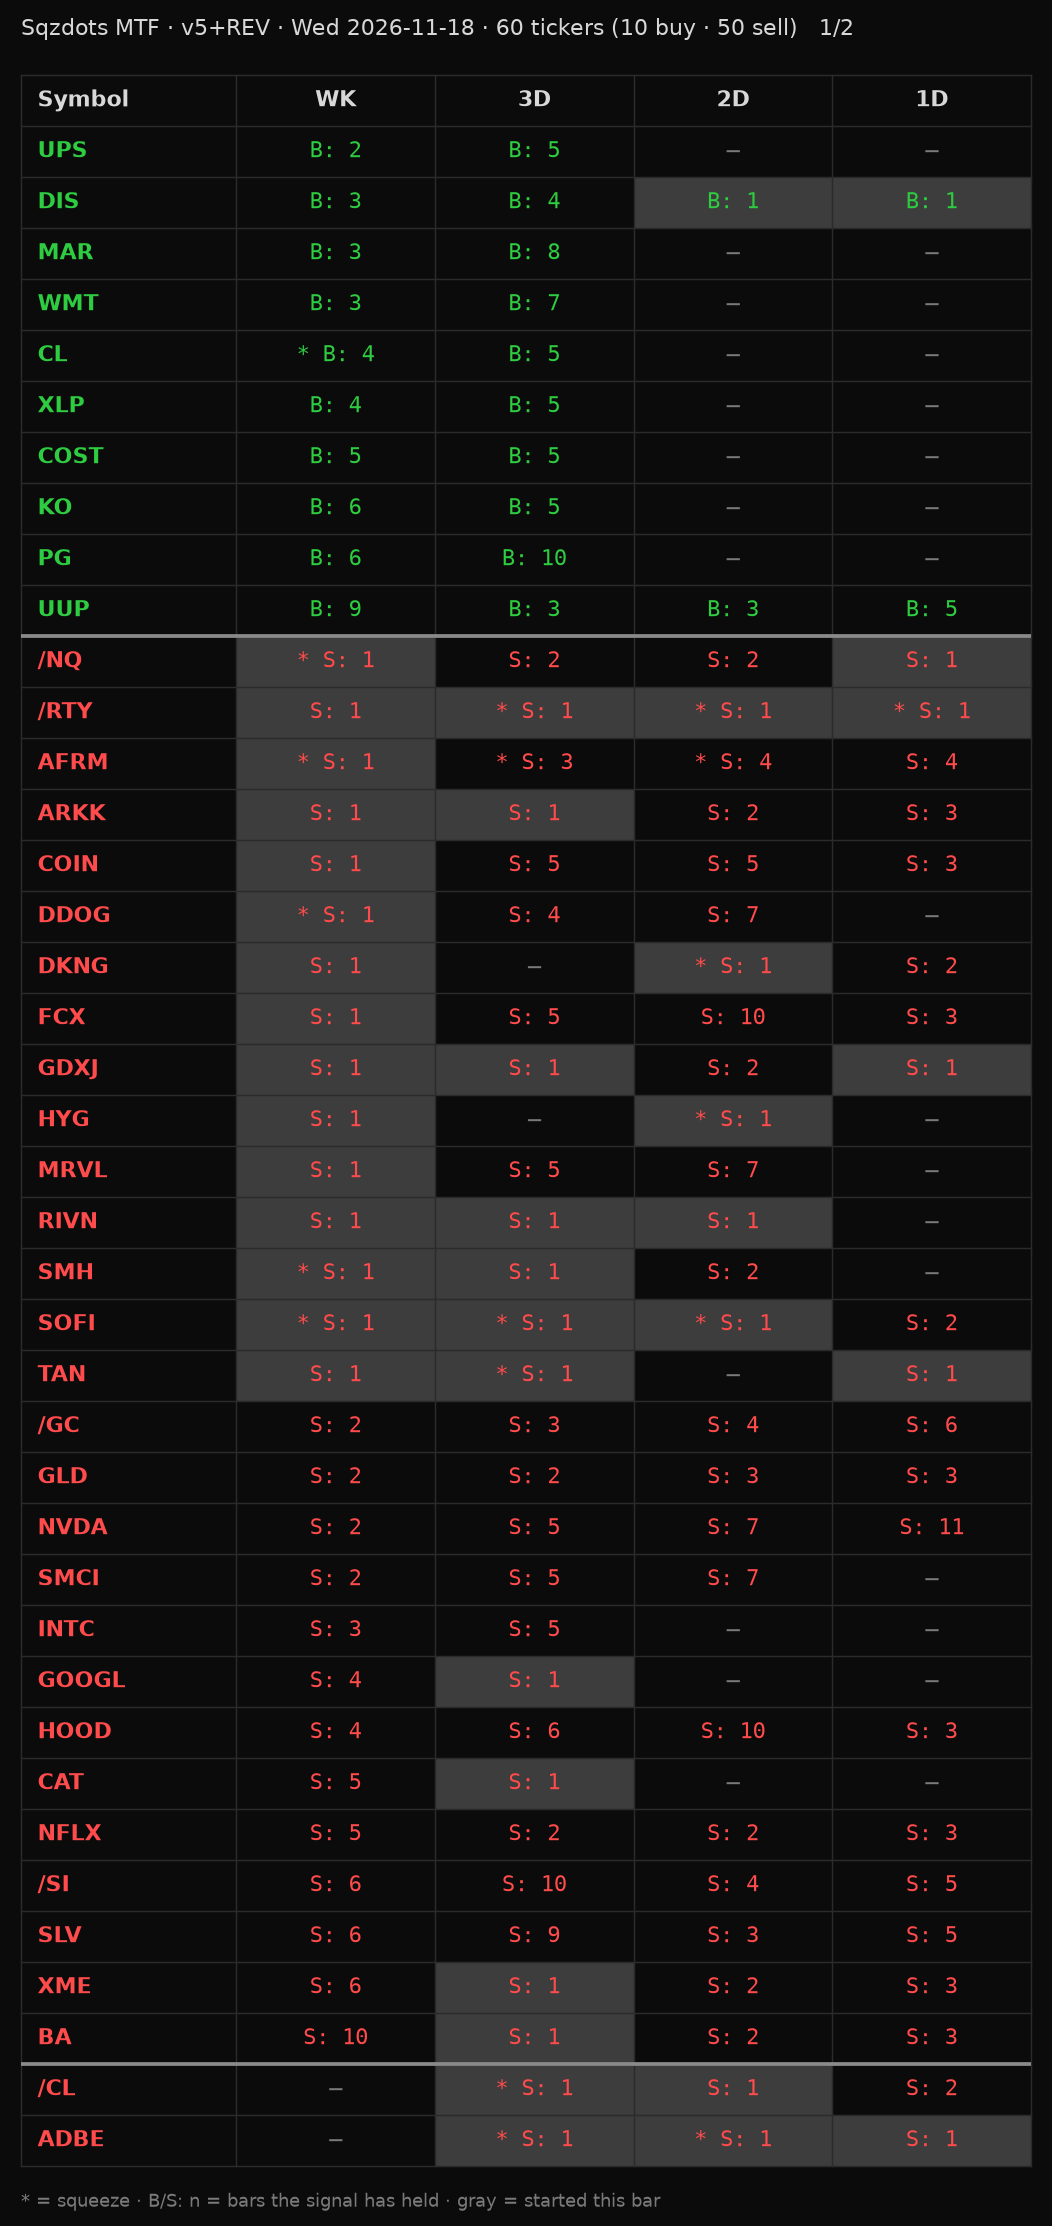 Sqzdots MTF · v5+REV · Wed 2026-11-18 · 60 tickers (10 buy · 50 sell) 1/2
Symbol WK 3D 2D 1D
UPS B: 2 B: 5 — —
DIS B: 3 B: 4 B: 1 B: 1
MAR B: 3 B: 8 — —
WMT B: 3 B: 7 — —
CL * B: 4 B: 5 — —
XLP B: 4 B: 5 — —
COST B: 5 B: 5 — —
KO B: 6 B: 5 — —
PG B: 6 B: 10 — —
UUP B: 9 B: 3 B: 3 B: 5
/NQ * S: 1 S: 2 S: 2 S: 1
/RTY S: 1 * S: 1 * S: 1 * S: 1
AFRM * S: 1 * S: 3 * S: 4 S: 4
ARKK S: 1 S: 1 S: 2 S: 3
COIN S: 1 S: 5 S: 5 S: 3
DDOG * S: 1 S: 4 S: 7 —
DKNG S: 1 — * S: 1 S: 2
FCX S: 1 S: 5 S: 10 S: 3
GDXJ S: 1 S: 1 S: 2 S: 1
HYG S: 1 — * S: 1 —
MRVL S: 1 S: 5 S: 7 —
RIVN S: 1 S: 1 S: 1 —
SMH * S: 1 S: 1 S: 2 —
SOFI * S: 1 * S: 1 * S: 1 S: 2
TAN S: 1 * S: 1 — S: 1
/GC S: 2 S: 3 S: 4 S: 6
GLD S: 2 S: 2 S: 3 S: 3
NVDA S: 2 S: 5 S: 7 S: 11
SMCI S: 2 S: 5 S: 7 —
INTC S: 3 S: 5 — —
GOOGL S: 4 S: 1 — —
HOOD S: 4 S: 6 S: 10 S: 3
CAT S: 5 S: 1 — —
NFLX S: 5 S: 2 S: 2 S: 3
/SI S: 6 S: 10 S: 4 S: 5
SLV S: 6 S: 9 S: 3 S: 5
XME S: 6 S: 1 S: 2 S: 3
BA S: 10 S: 1 S: 2 S: 3
/CL — * S: 1 S: 1 S: 2
ADBE — * S: 1 * S: 1 S: 1
* = squeeze · B/S: n = bars the signal has held · gray = started this bar